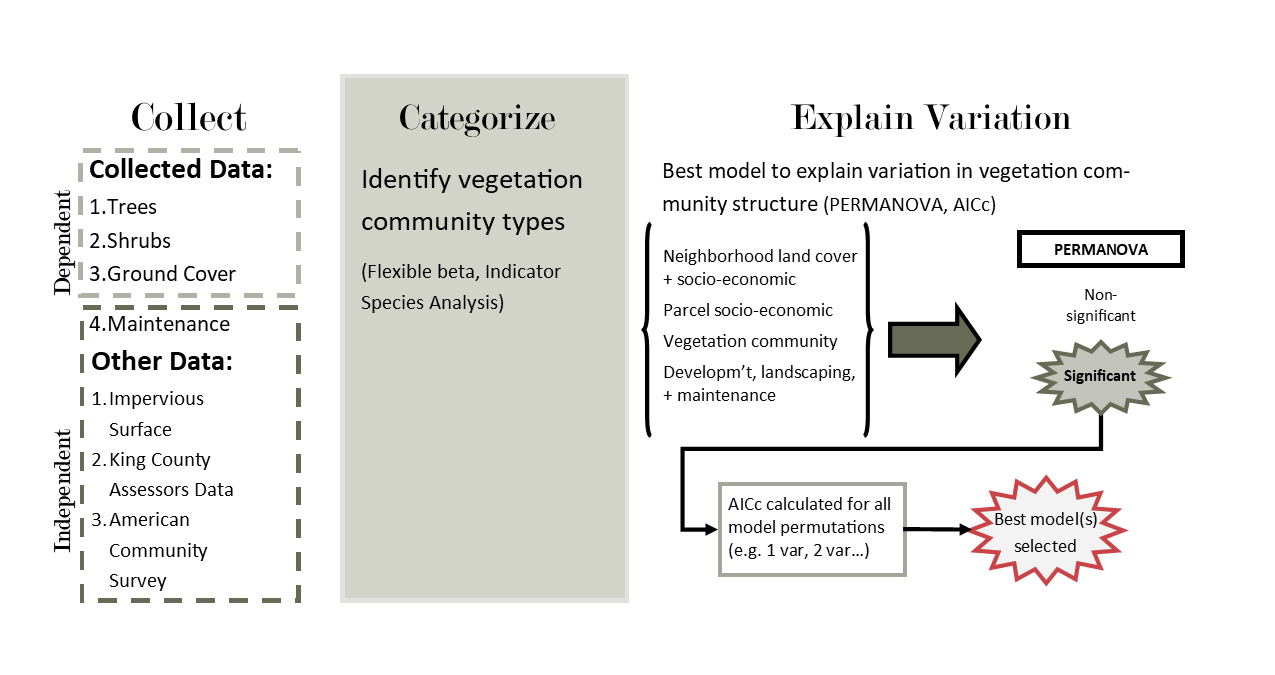 Collect
Dependent
Collected Data:
1.Trees
2.Shrubs
3.Ground Cover
Independent
4.Maintenance
Other Data:
1. Impervious
Surface
2. King County
Assessors Data
3. American
Community
Survey
Categorize
Identify vegetation
community types
(Flexible beta, Indicator
Species Analysis)
Explain Variation
Best model to explain variation in vegetation com-
munity structure (PERMANOVA, AICc)
Neighborhood land cover
+ socio-economic
Parcel socio-economic
Vegetation community
Developm't, landscaping,
+ maintenance
PERMANOVA
Non-
significant
Significant
AICc calculated for all
model permutations
(e.g. 1 var, 2 var...)
Best model(s)
selected